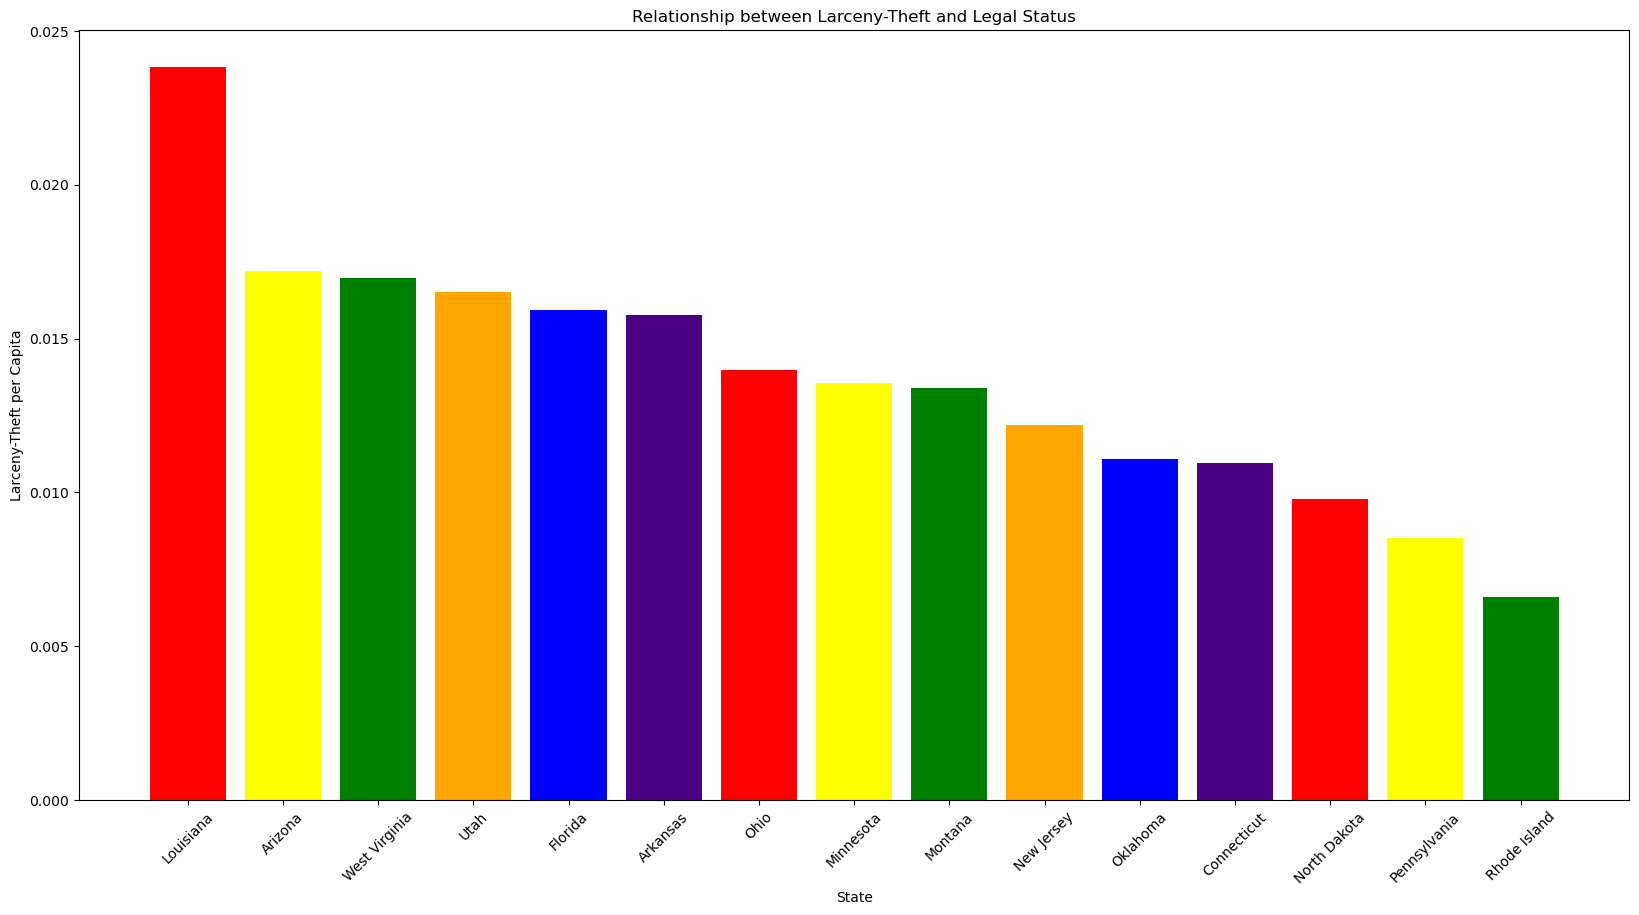 Relationship between Larceny-Theft and Legal Status
Larceny-Theft per Capita
0.025
0.020
0.015
0.010
0.005
0.000
Louisiana
Arizona
West Virginia
Utah
Florida
Arkansas
Ohio
Minnesota
Montana
New Jersey
Oklahoma
Connecticut
North Dakota
Pennsylvania
Rhode Island
State